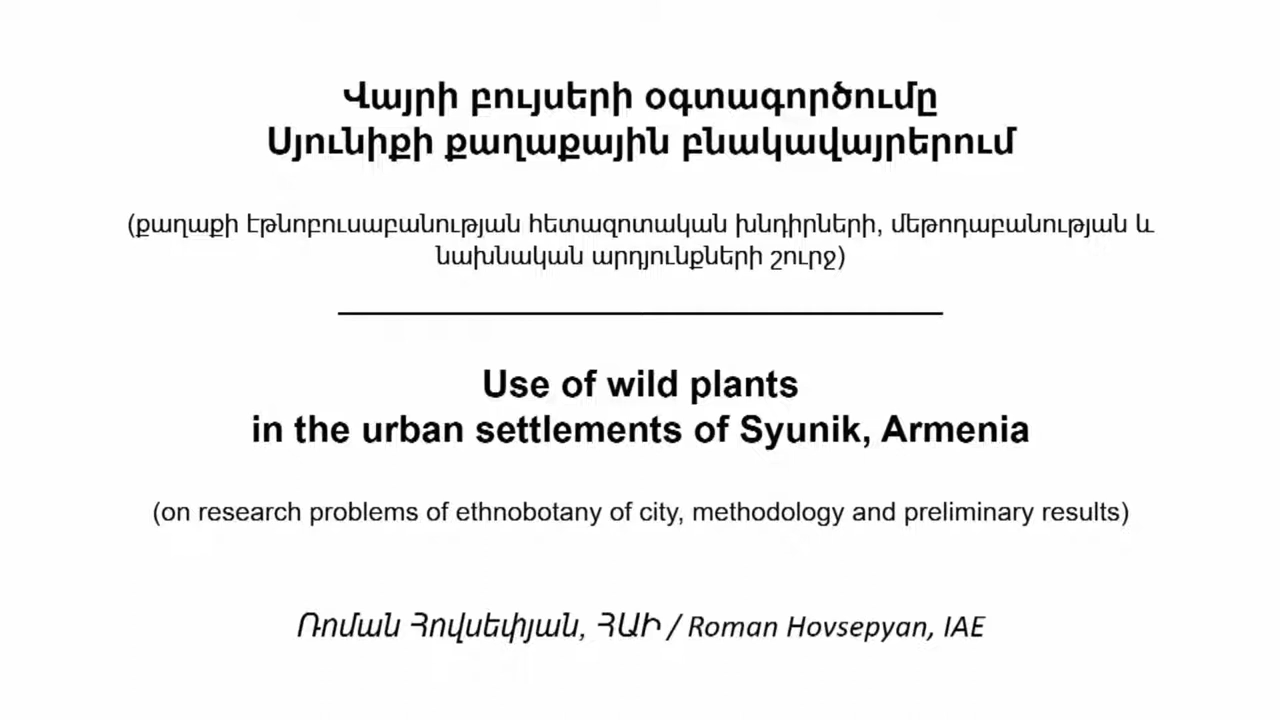 Վայրի բույսերի օգտագործումը
Սյունիքի քաղաքային բնակավայրերում
(քաղաքի էթնոբուսաբանության հետազոտական խնդիրների, մեթոդաբանության և
նախնական արդյունքների շուրջ)
Use of wild plants
in the urban settlements of Syunik, Armenia
(on research problems of ethnobotany of city, methodology and preliminary results)
Ռոման Հովսեփյան, ՀԱԻ / Roman Hovsepyan, IAE